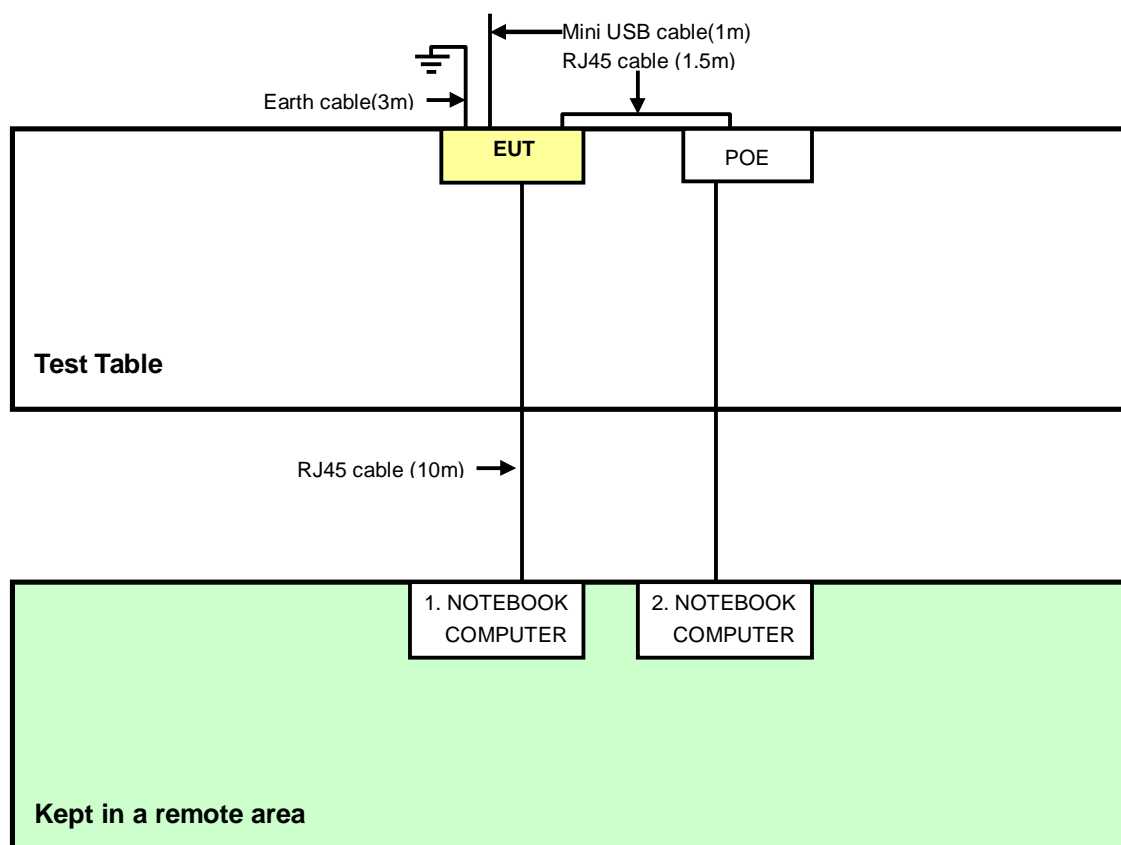 Mini USB cable(1m)
RJ45 cable (1.5m)
Earth cable(3m)
EUT
POE
Test Table
RJ45 cable (10m)
1. NOTEBOOK
COMPUTER
2. NOTEBOOK
COMPUTER
Kept in a remote area